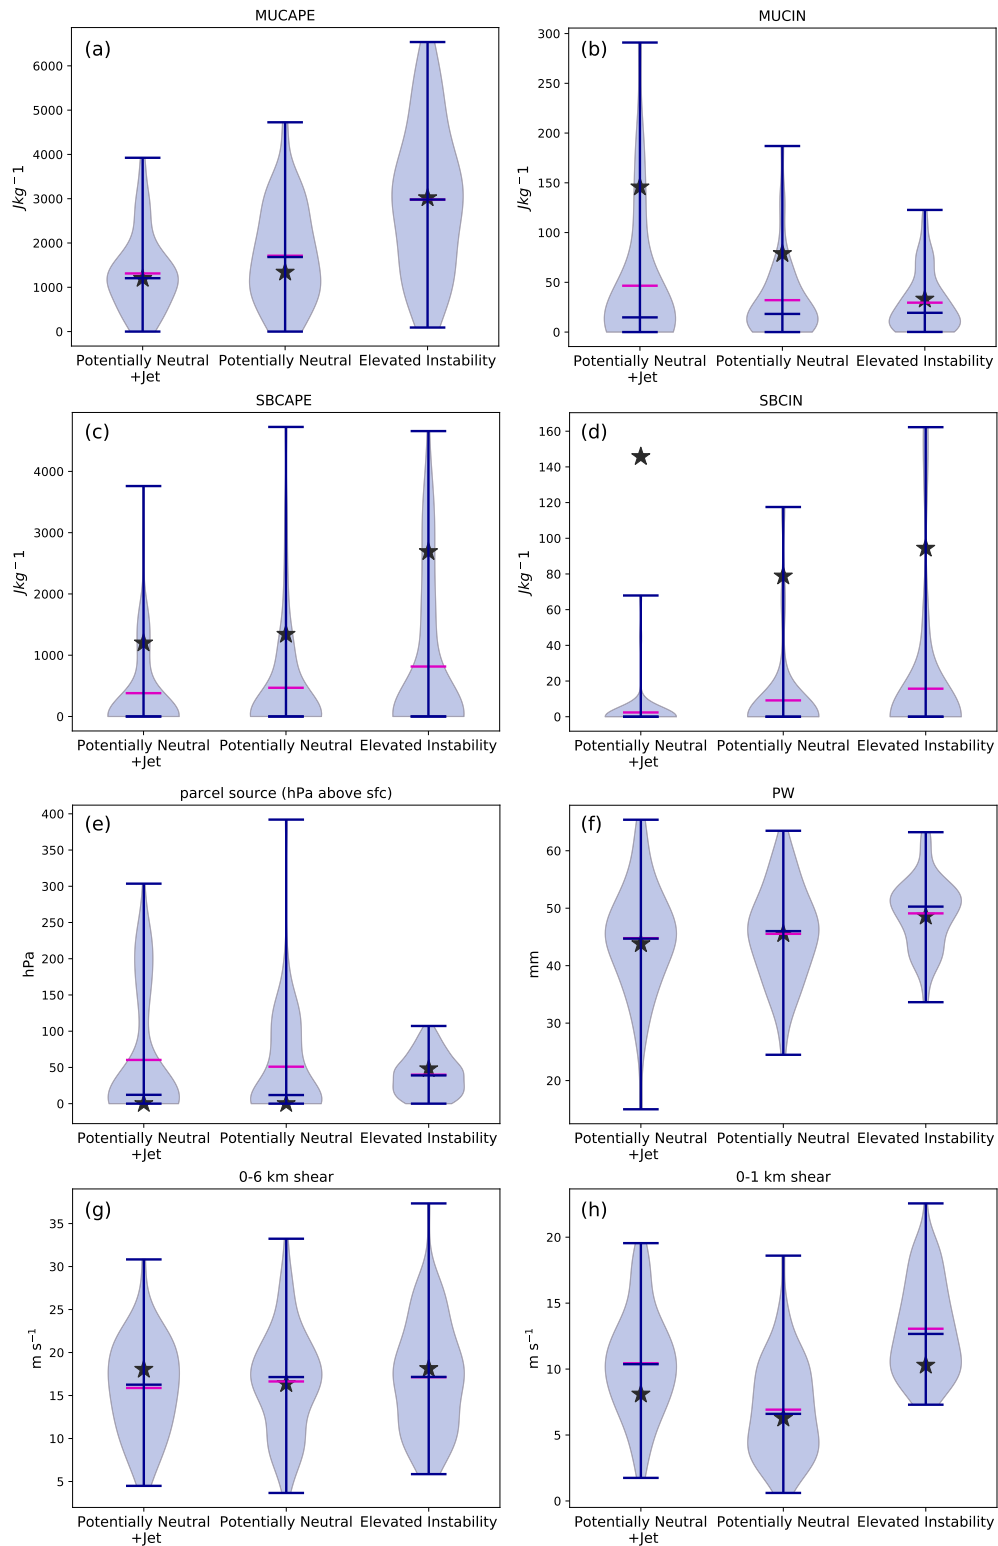 MUCAPE
(a)
Jkg−1
6000
5000
4000
3000
2000
1000
0
Potentially Neutral
+Jet
Potentially Neutral
Elevated Instability
MUCIN
(b)
Jkg−1
300
250
200
150
100
50
0
Potentially Neutral
+Jet
Potentially Neutral
Elevated Instability
SBCAPE
(c)
Jkg−1
4000
3000
2000
1000
0
Potentially Neutral
+Jet
Potentially Neutral
Elevated Instability
SBCIN
(d)
Jkg−1
160
140
120
100
80
60
40
20
0
Potentially Neutral
+Jet
Potentially Neutral
Elevated Instability
parcel source (hPa above sfc)
(e)
hPa
400
350
300
250
200
150
100
50
0
Potentially Neutral
+Jet
Potentially Neutral
Elevated Instability
PW
(f)
mm
60
50
40
30
20
Potentially Neutral
+Jet
Potentially Neutral
Elevated Instability
0-6 km shear
(g)
m s⁻¹
35
30
25
20
15
10
5
Potentially Neutral
+Jet
Potentially Neutral
Elevated Instability
0-1 km shear
(h)
m s⁻¹
20
15
10
5
0
Potentially Neutral
+Jet
Potentially Neutral
Elevated Instability